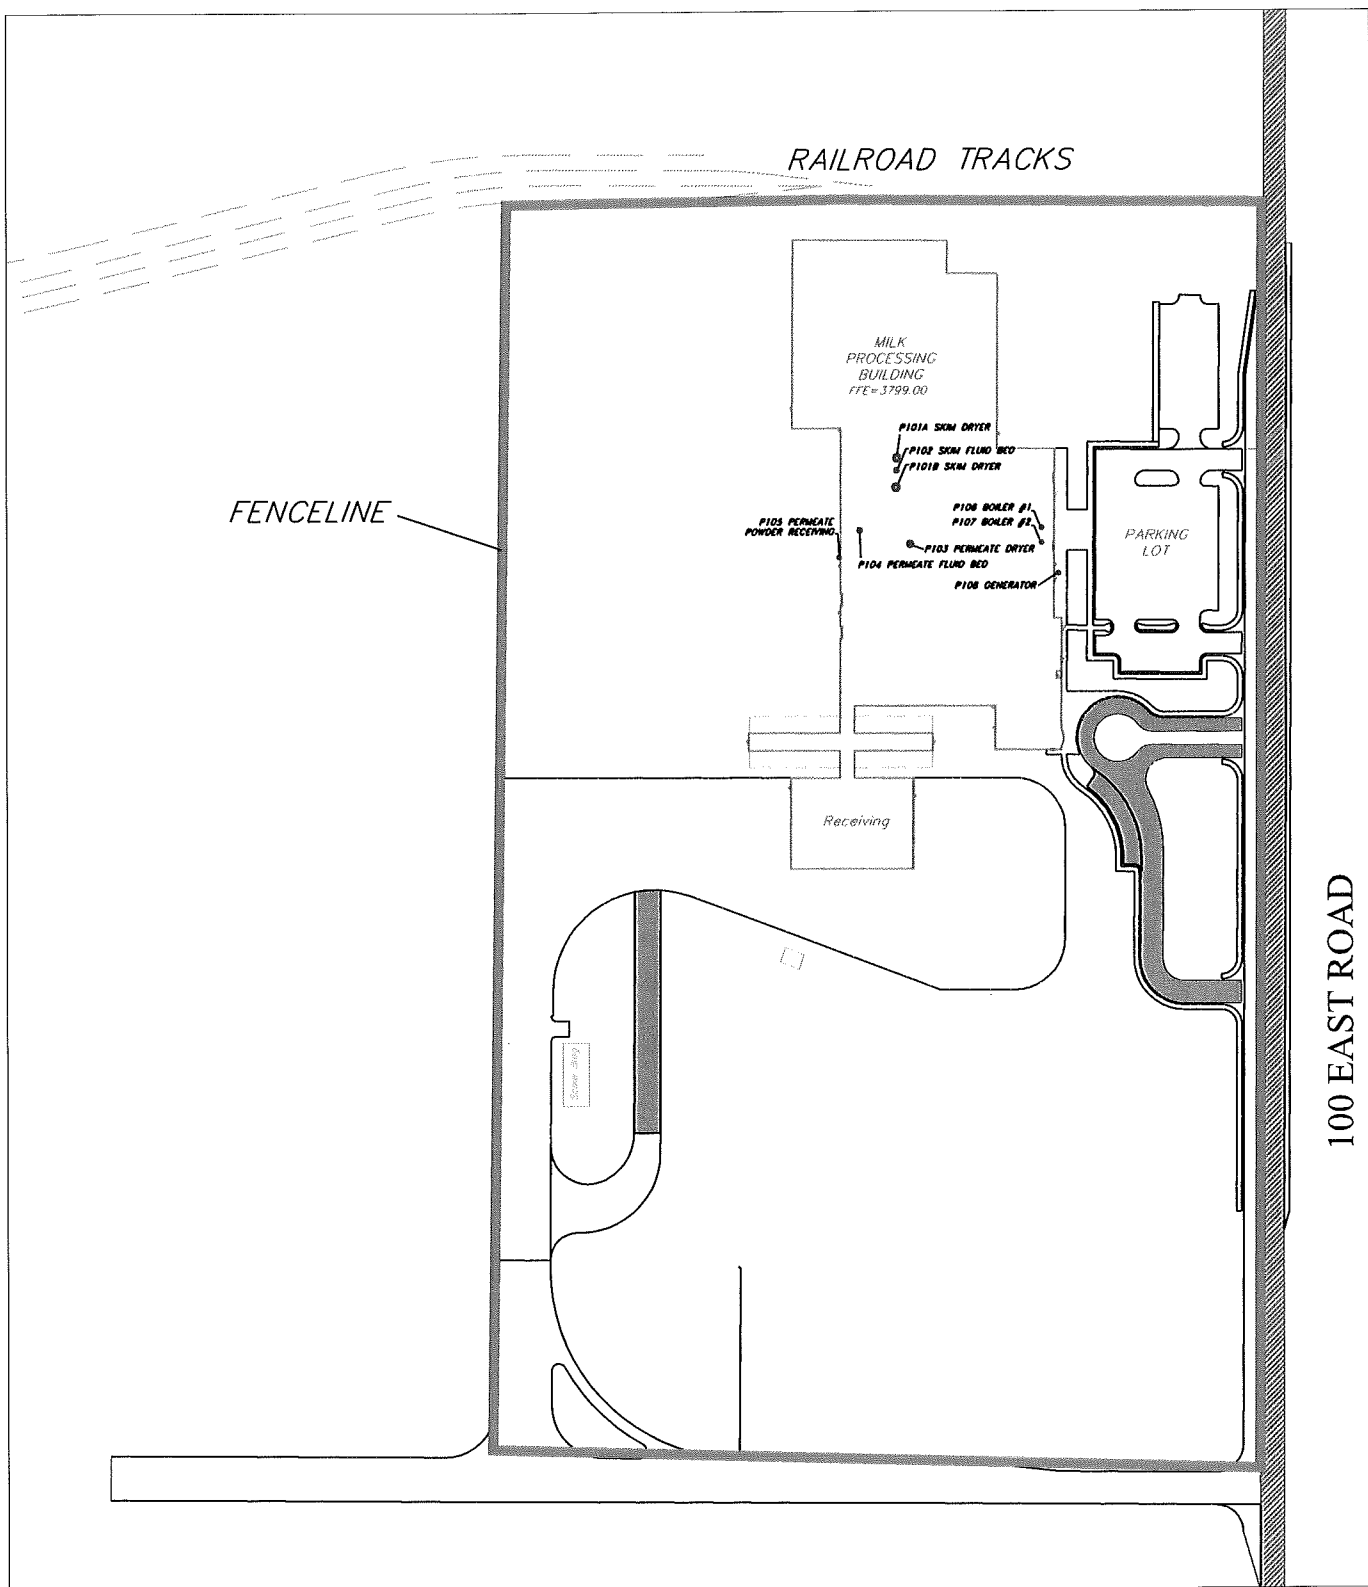 RAILROAD TRACKS
MILK
PROCESSING
BUILDING
FFE=3799.00
P101A SKIM DRYER
P102 SKIM FLUID BED
P101B SKIM DRYER
FENCELINE
P105 PERMEATE
POWDER RECEIVING
P106 BOILER #1
P107 BOILER #2
P103 PERMEATE DRYER
P104 PERMEATE FLUID BED
P108 GENERATOR
PARKING
LOT
Receiving
100 EAST ROAD